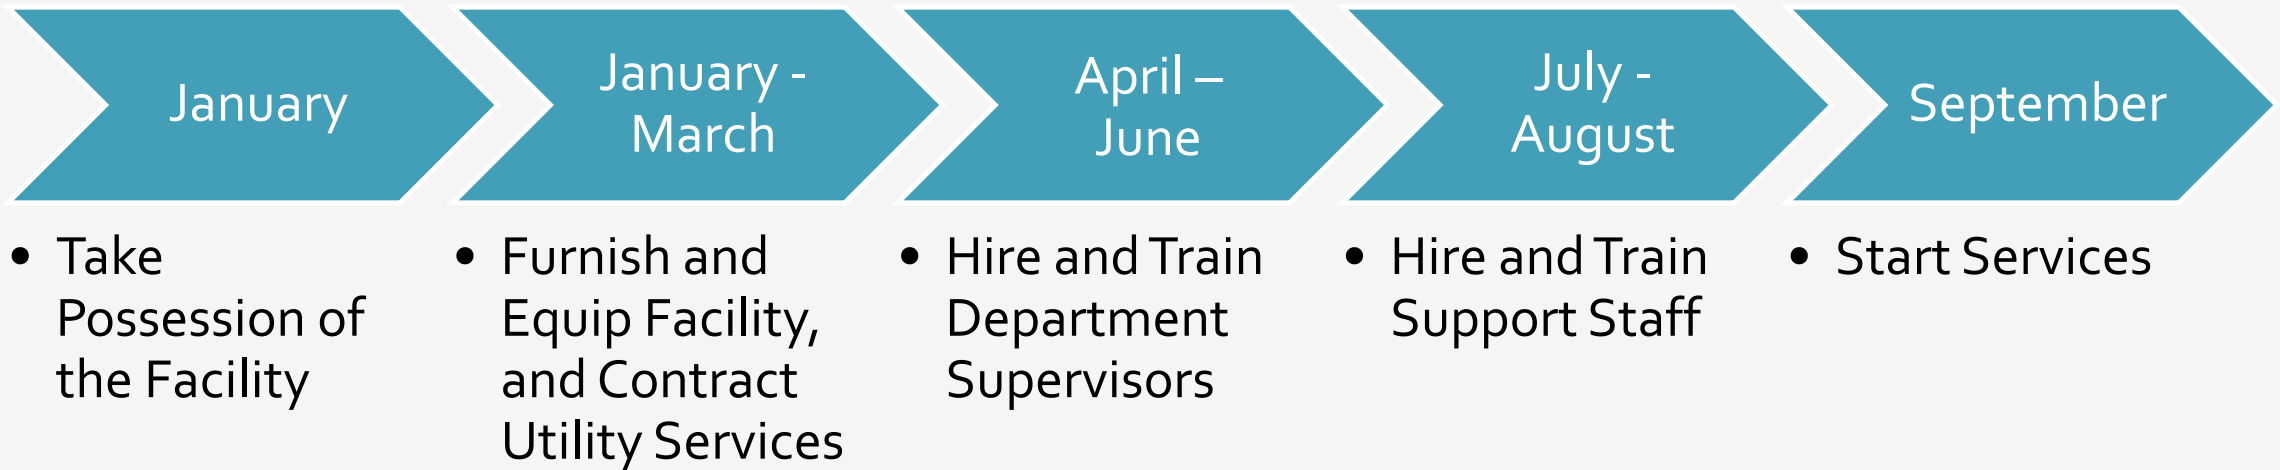 January
January -
March
April –
June
July -
August
September
• Take
Possession of
the Facility
• Furnish and
Equip Facility,
and Contract
Utility Services
• Hire and Train
Department
Supervisors
• Hire and Train
Support Staff
• Start Services